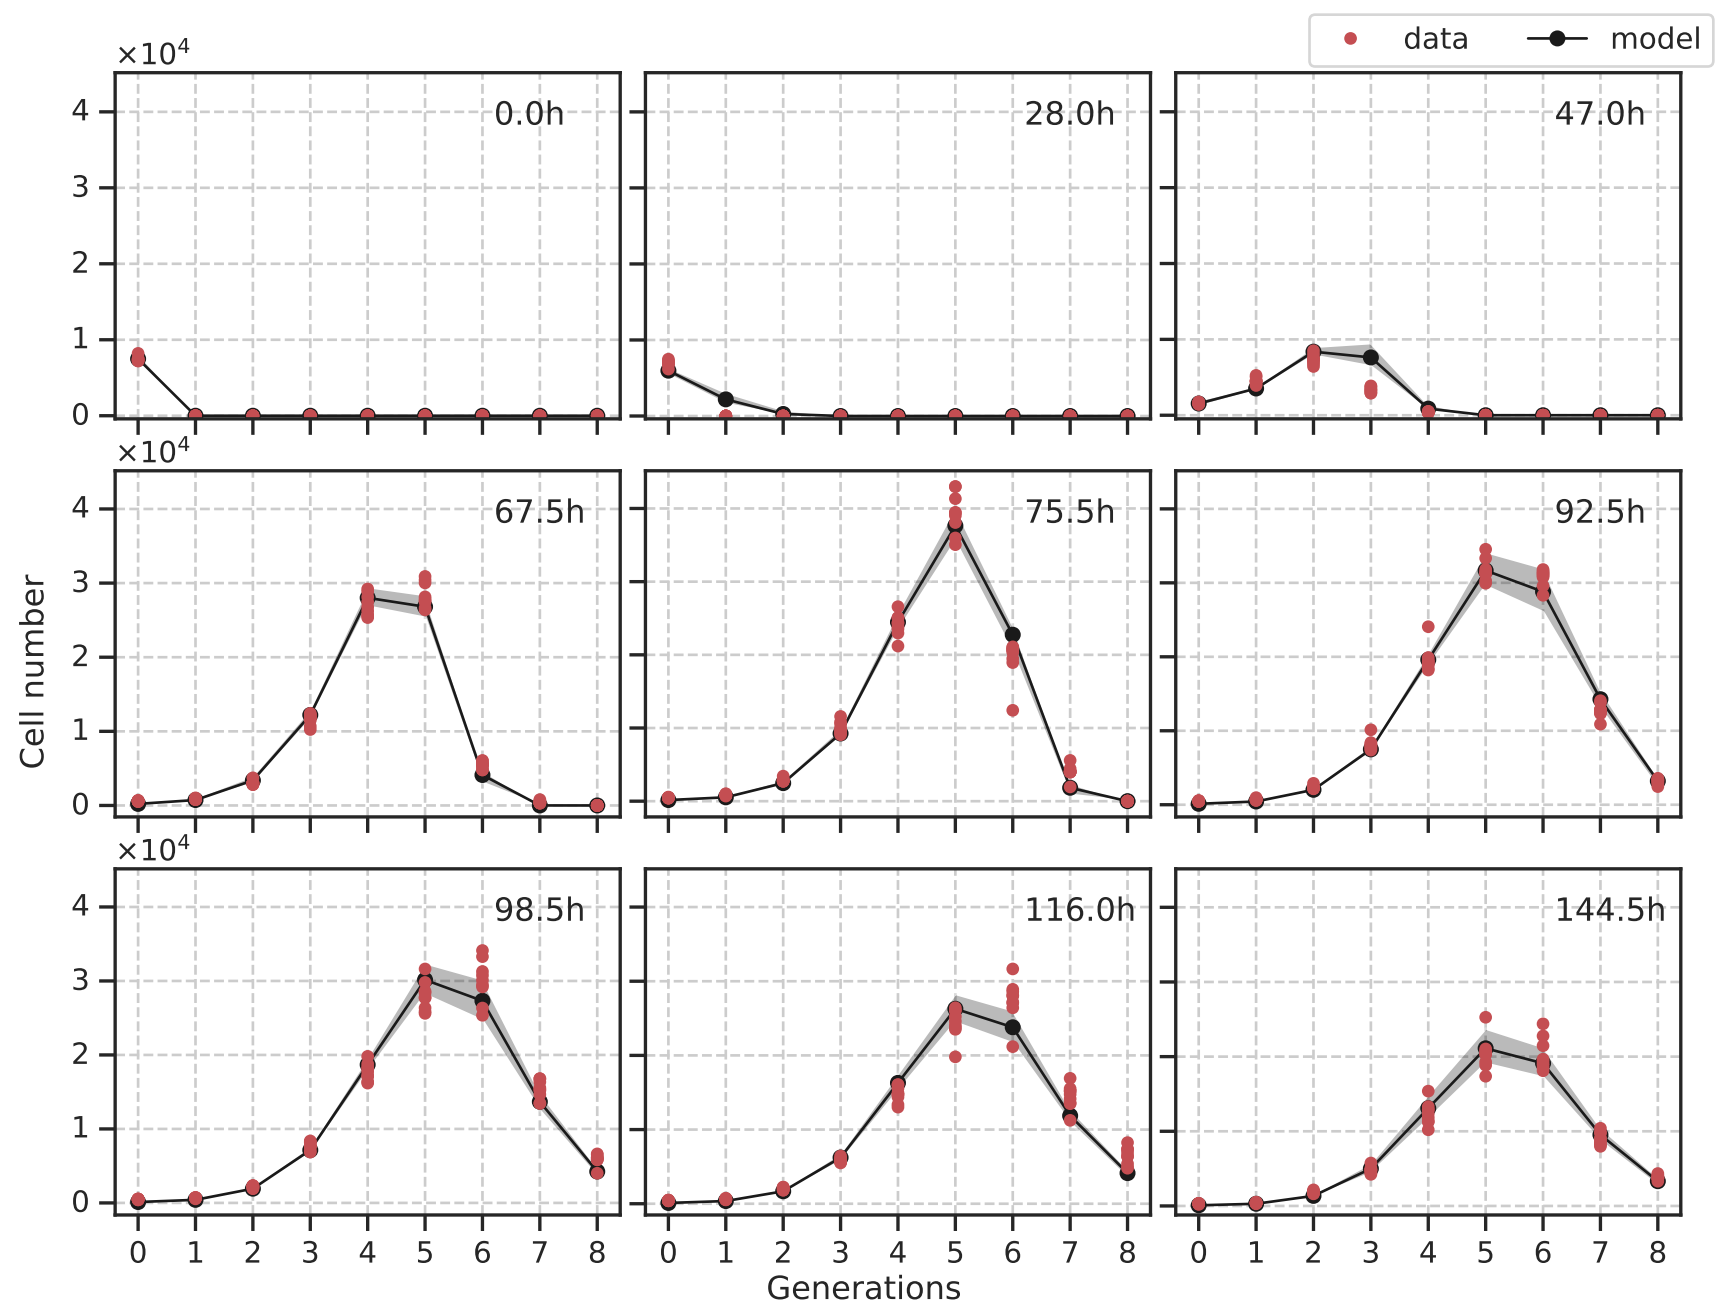 data model
×10⁴
4
3
2
1
0
0.0h
28.0h
47.0h
×10⁴
4
3
2
1
0
67.5h
75.5h
92.5h
Cell number
×10⁴
4
3
2
1
0
98.5h
116.0h
144.5h
0 1 2 3 4 5 6 7 8
0 1 2 3 4 5 6 7 8
0 1 2 3 4 5 6 7 8
Generations